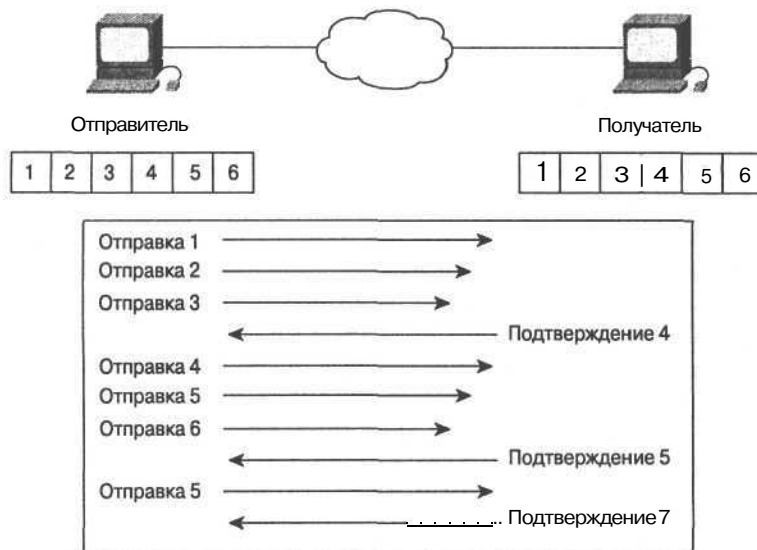 Отправитель
Получатель
1 2 3 4 5 6
1 2 3 | 4 5 6
Отправка 1
Отправка 2
Отправка 3
Подтверждение 4
Отправка 4
Отправка 5
Отправка 6
Подтверждение 5
Отправка 5
Подтверждение 7